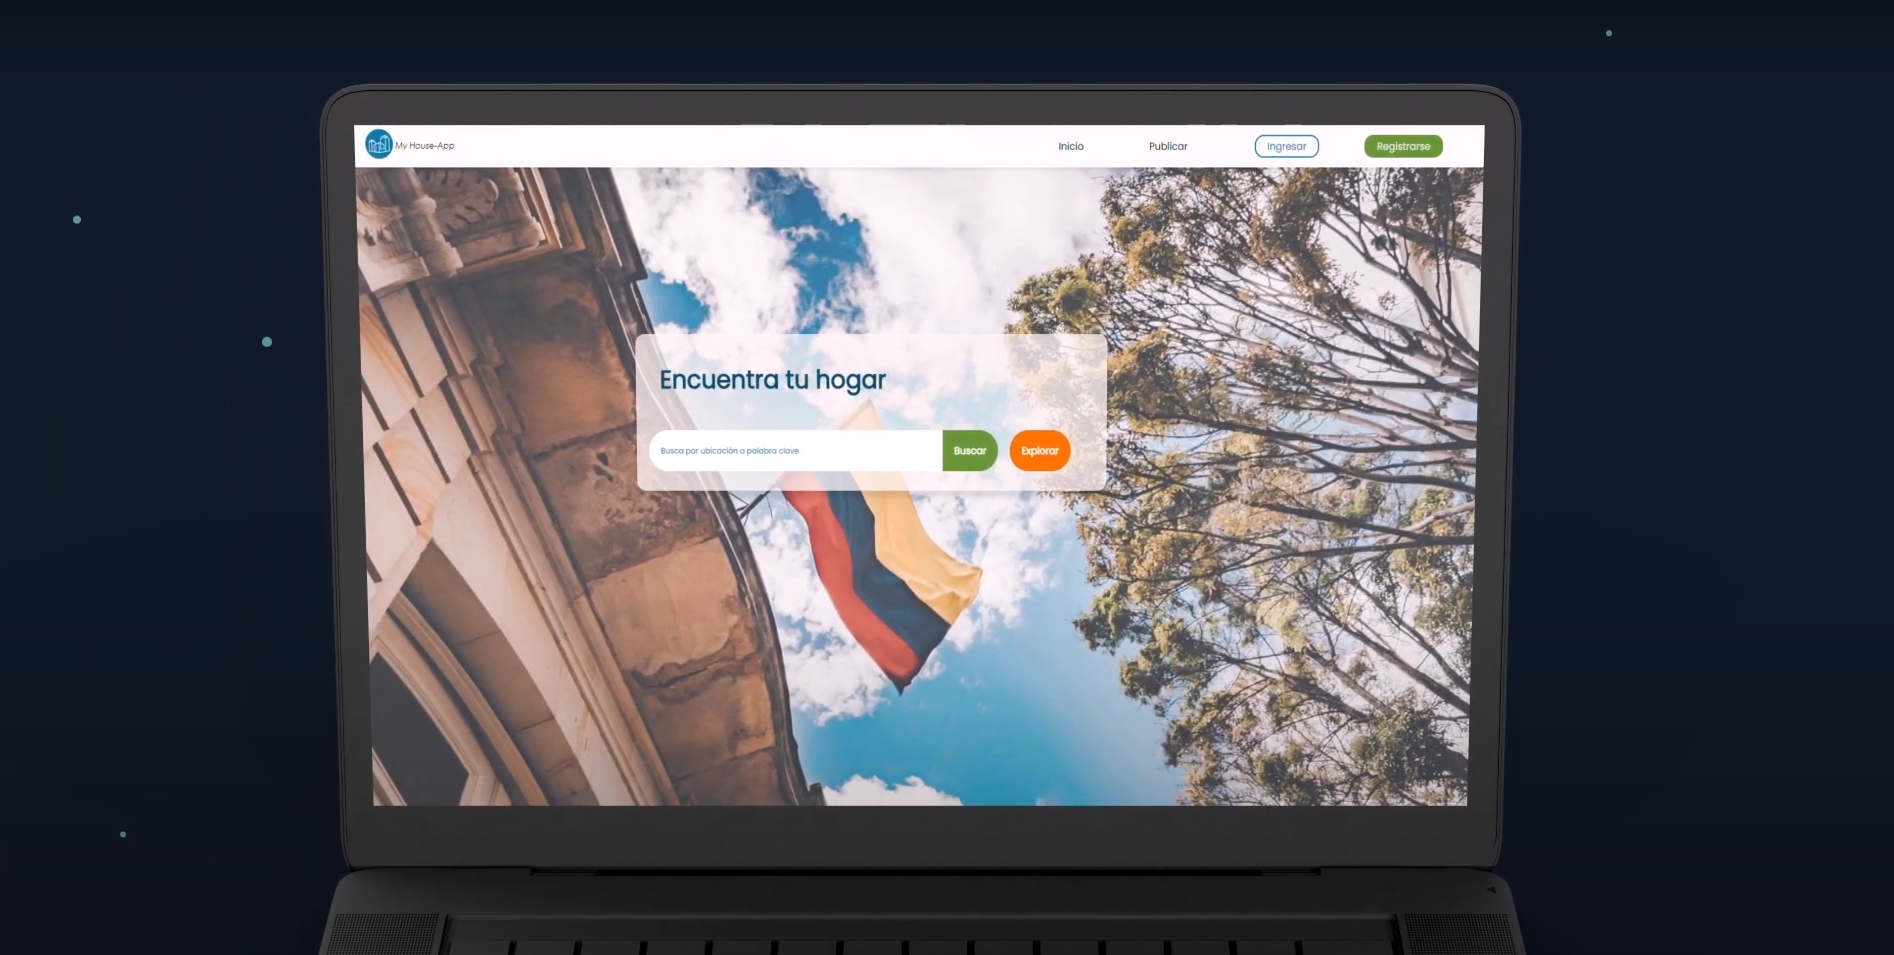 My House-App
Inicio
Publicar
Ingresar
Registrarse
Encuentra tu hogar
Busca por ubicación o palabra clave
Buscar
Explorar